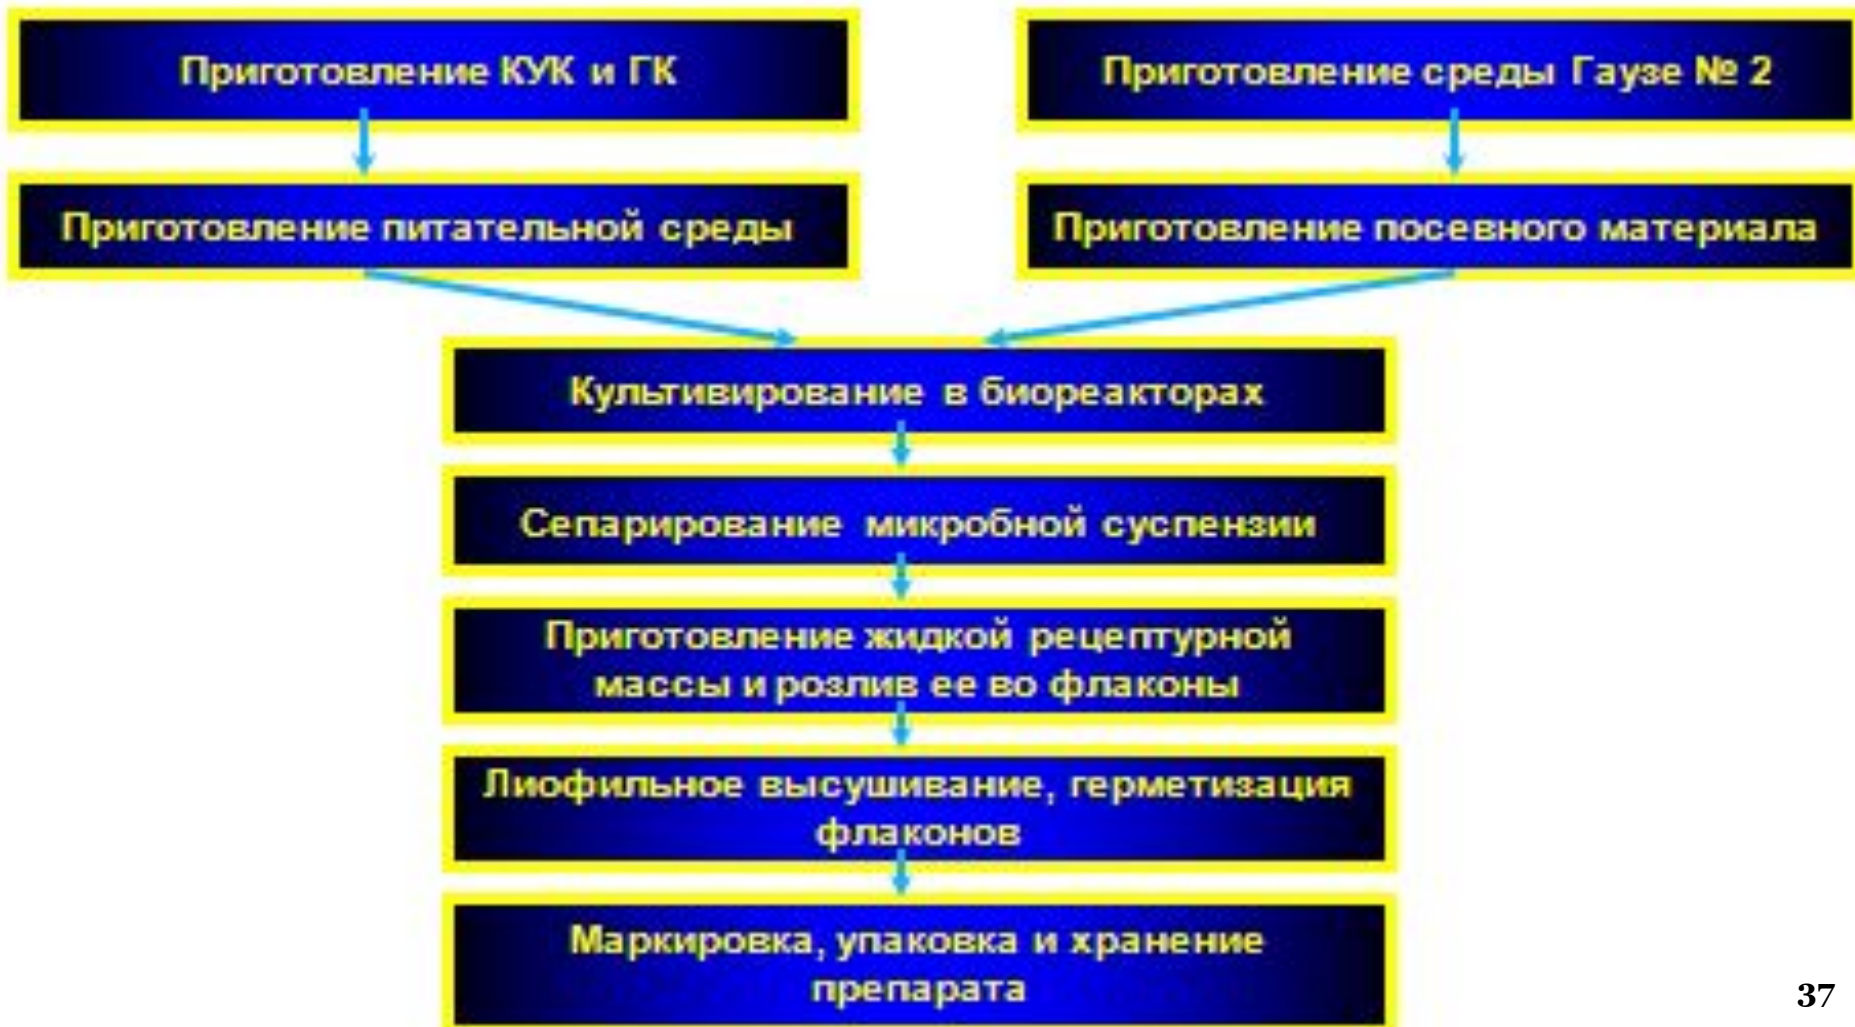 Приготовление КУК и ГК
Приготовление среды Гаузе № 2
Приготовление питательной среды
Приготовление посевного материала
Культивирование в биореакторах
Сепарирование микробной суспензии
Приготовление жидкой рецептурной
массы и розлив ее во флаконы
Лиофильное высушивание, герметизация
флаконов
Маркировка, упаковка и хранение
препарата
37